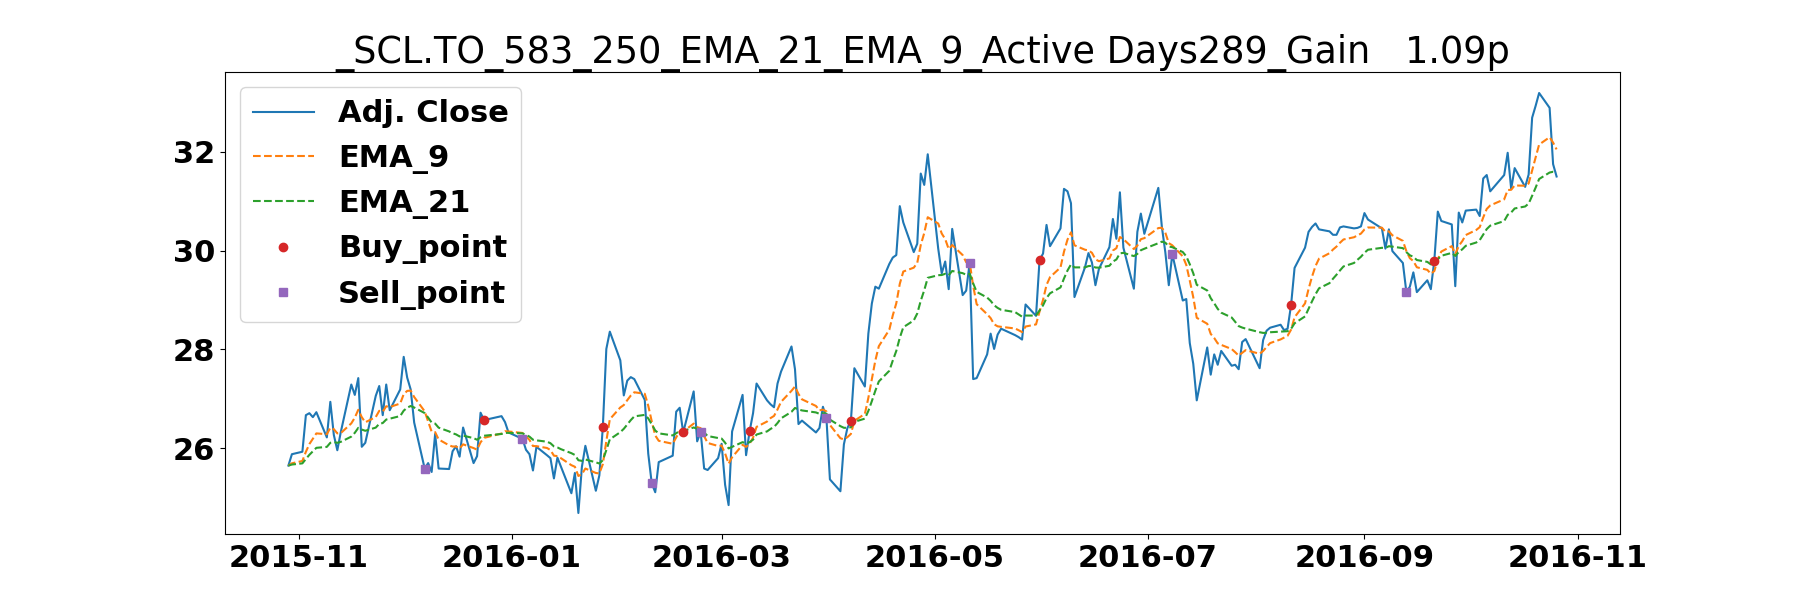 _SCL.TO_583_250_EMA_21_EMA_9_Active Days289_Gain   1.09p
Adj. Close
EMA_9
EMA_21
Buy_point
Sell_point
32
30
28
26
2015-11 2016-01 2016-03 2016-05 2016-07 2016-09 2016-11